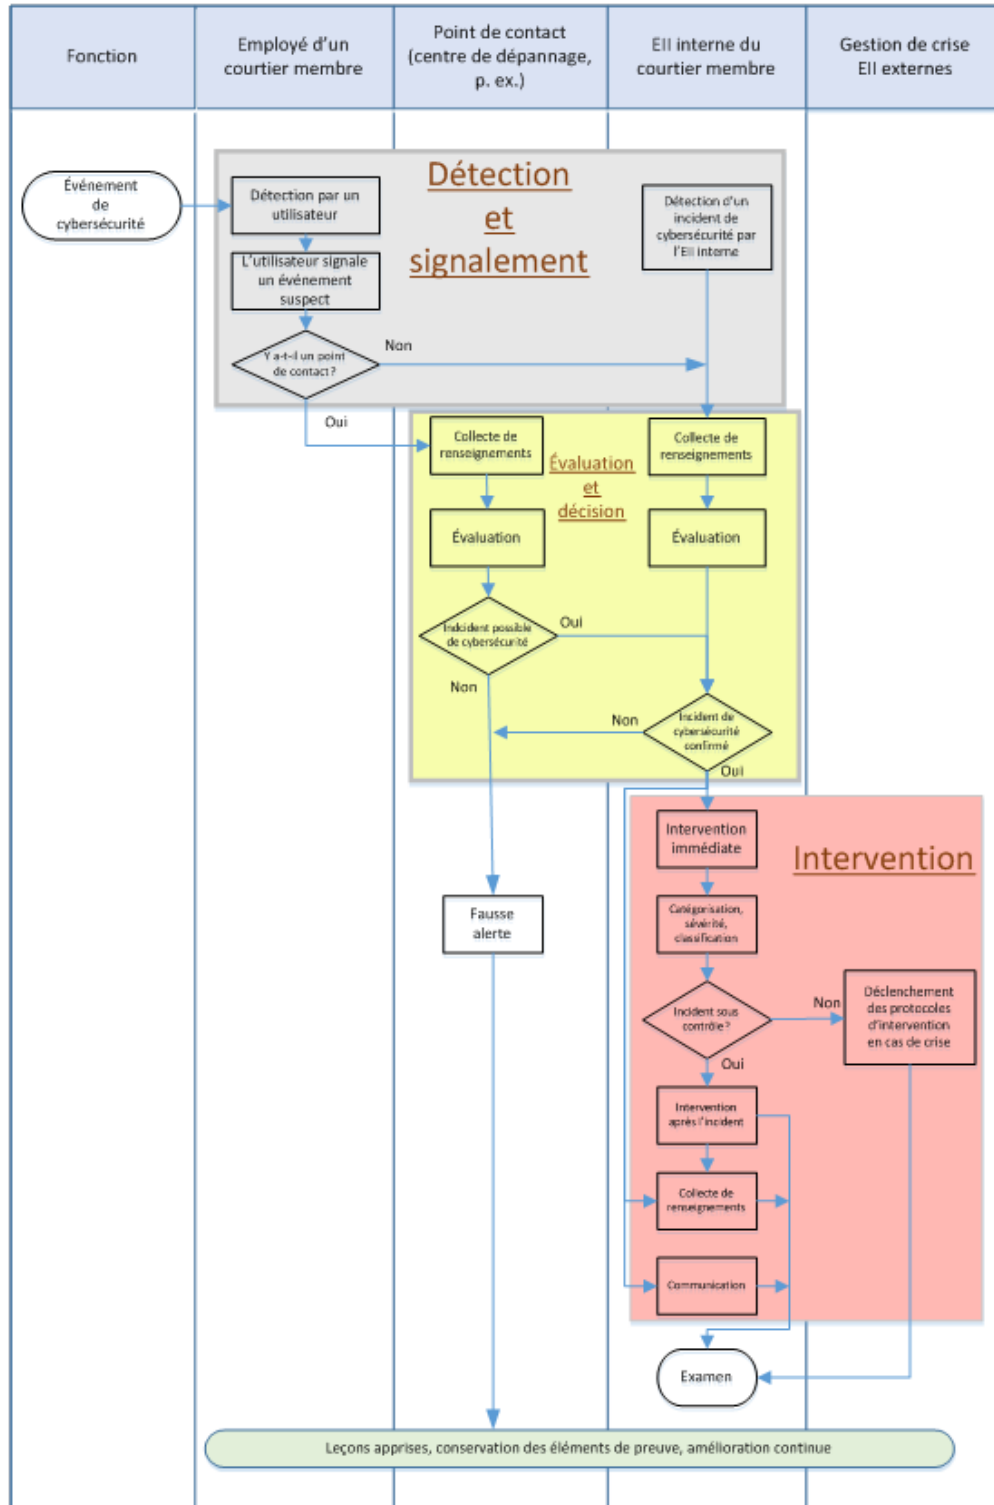 Fonction
Employé d'un
courtier membre
Point de contact
(centre de dépannage,
p. ex.)
EII interne du
courtier membre
Gestion de crise
EII externes
Événement
de
cybersécurité
Détection par un
utilisateur
L'utilisateur signale
un événement
suspect
Y a-t-il un point
de contact ?
Non
Oui
Détection
et
signalement
Détection d'un
incident de
cybersécurité par
l'EII interne
Collecte de
renseignements
Évaluation
et
décision
Collecte de
renseignements
Évaluation
Évaluation
Indcident possible
de cybersécurité
Oui
Non
Non
Incident de
cybersécurité
confirmé
Oui
Intervention
immédiate
Intervention
Catégorisation,
sévérité,
classification
Fausse
alerte
Incident sous
contrôle ?
Non
Déclenchement
des protocoles
d'intervention
en cas de crise
Oui
Intervention
après l'incident
Collecte de
renseignements
Communication
Examen
Leçons apprises, conservation des éléments de preuve, amélioration continue